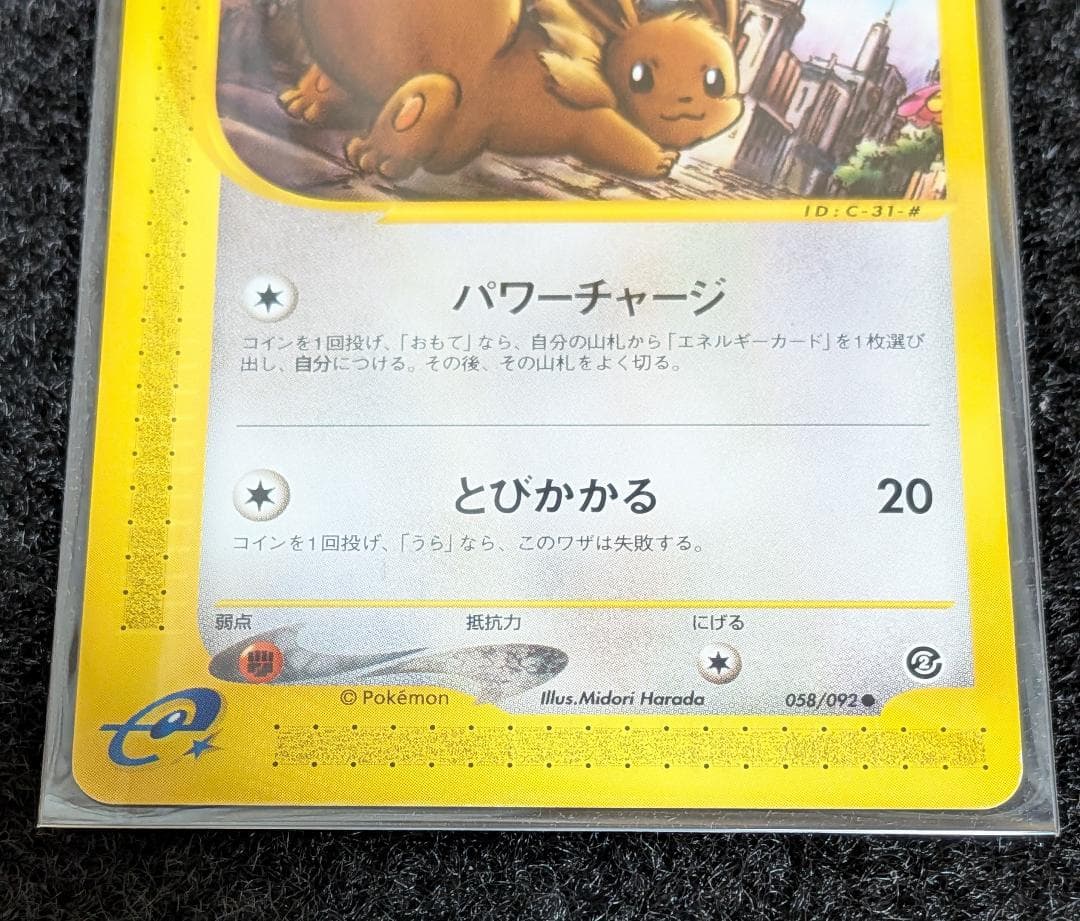 ID:C-31-#
パワーチャージ
コインを1回投げ、「おもて」なら、自分の山札から「エネルギーカード」を1枚選び
出し、自分につける。その後、その山札をよく切る。
とびかかる 20
コインを1回投げ、「うら」なら、このワザは失敗する。
弱点 抵抗力 にげる
© Pokémon Illus.Midori Harada 058/092●